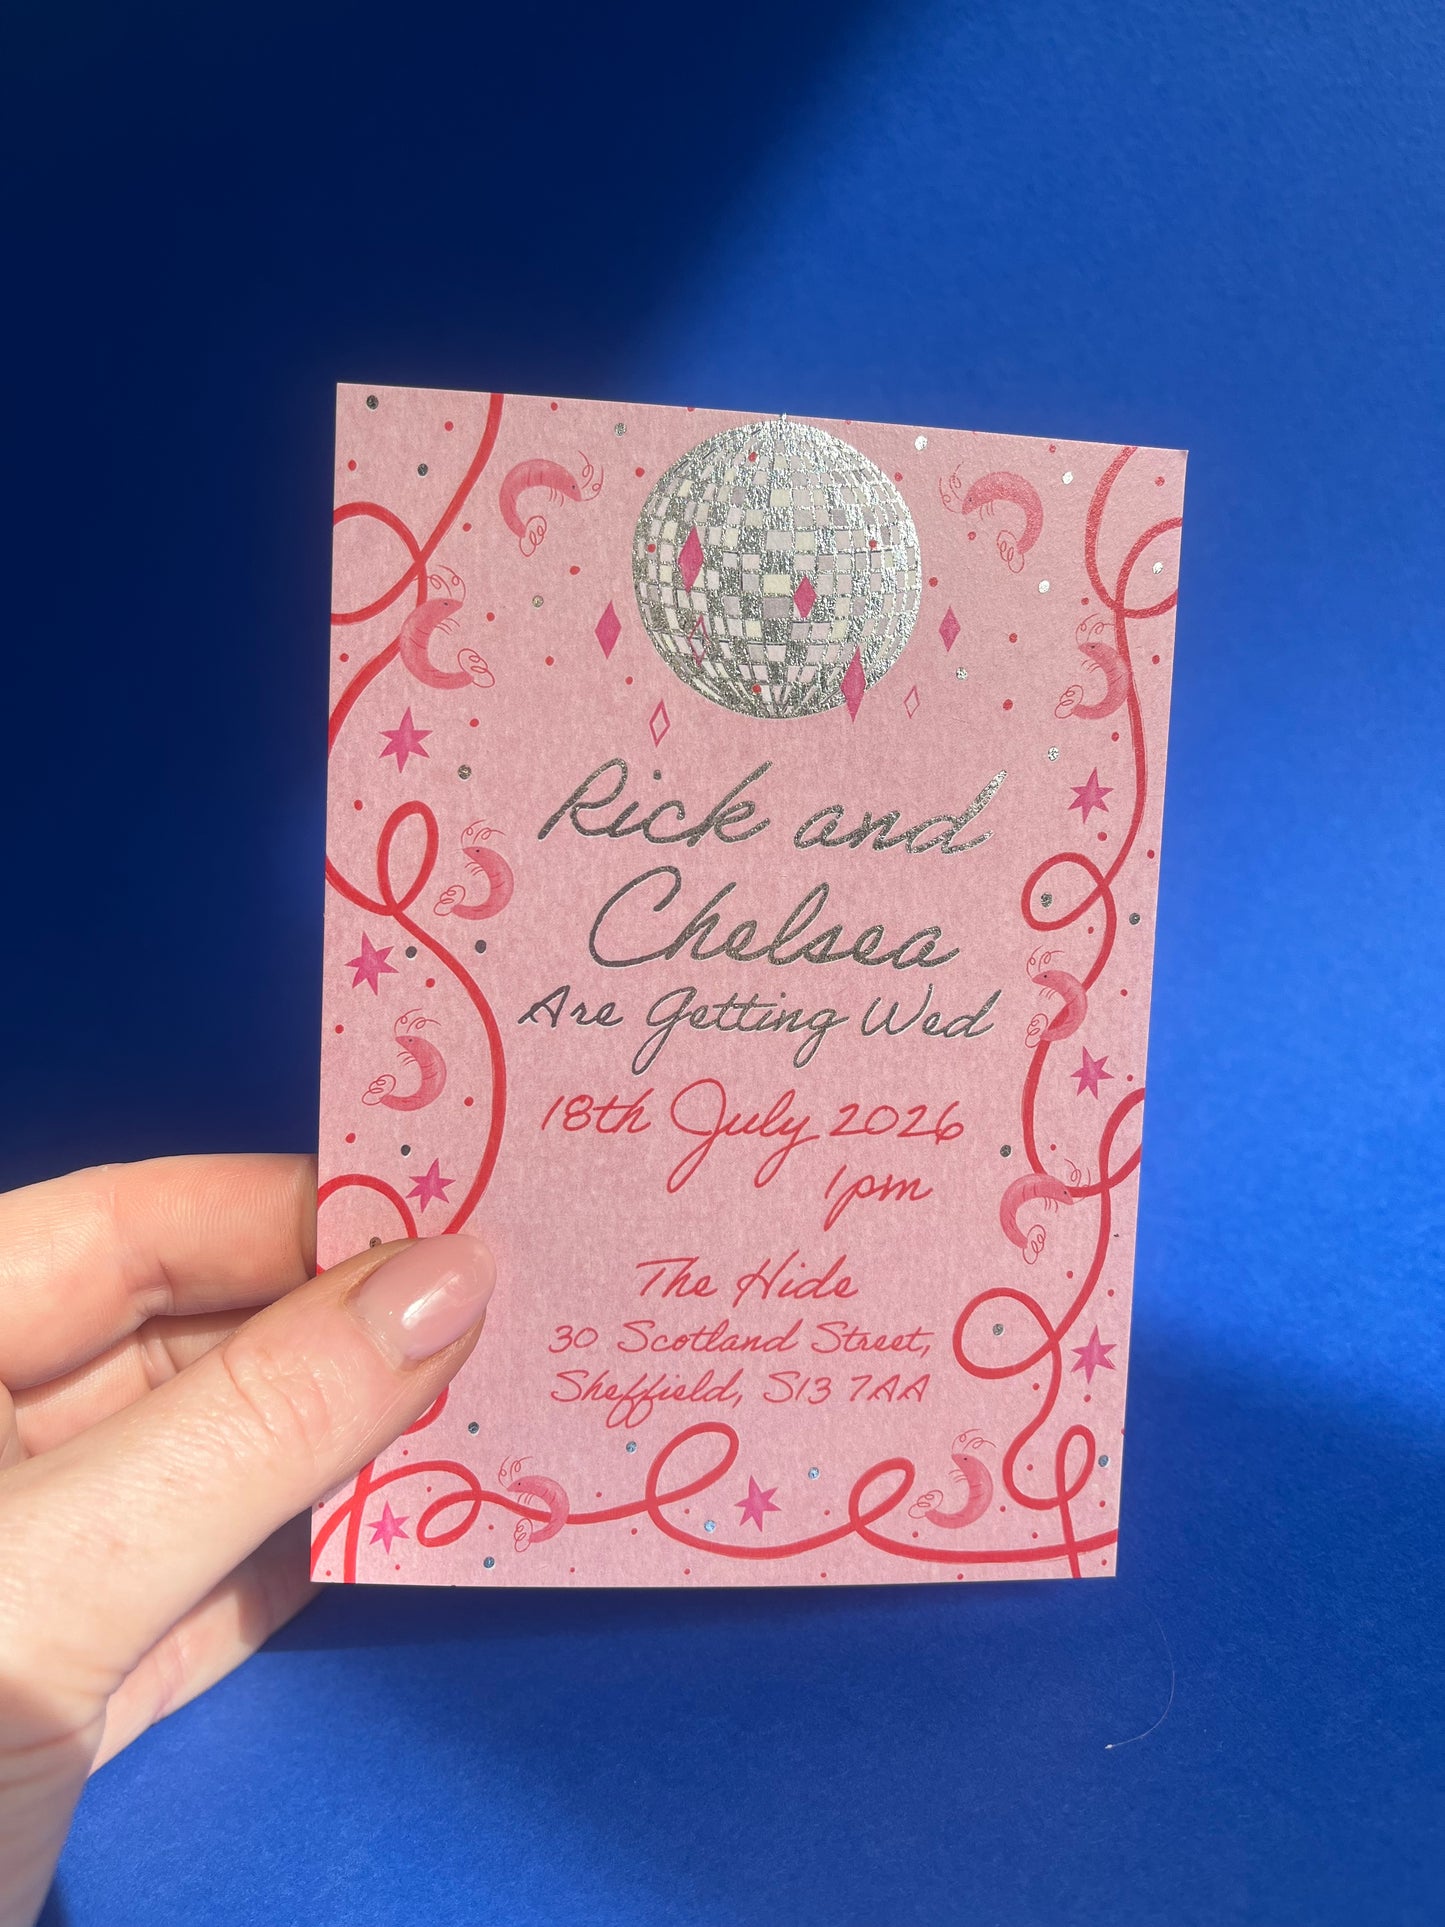 Rick and
Chelsea
Are Getting Wed
18th July 2026
1pm
The Hide
30 Scotland Street,
Sheffield, S13 7AA